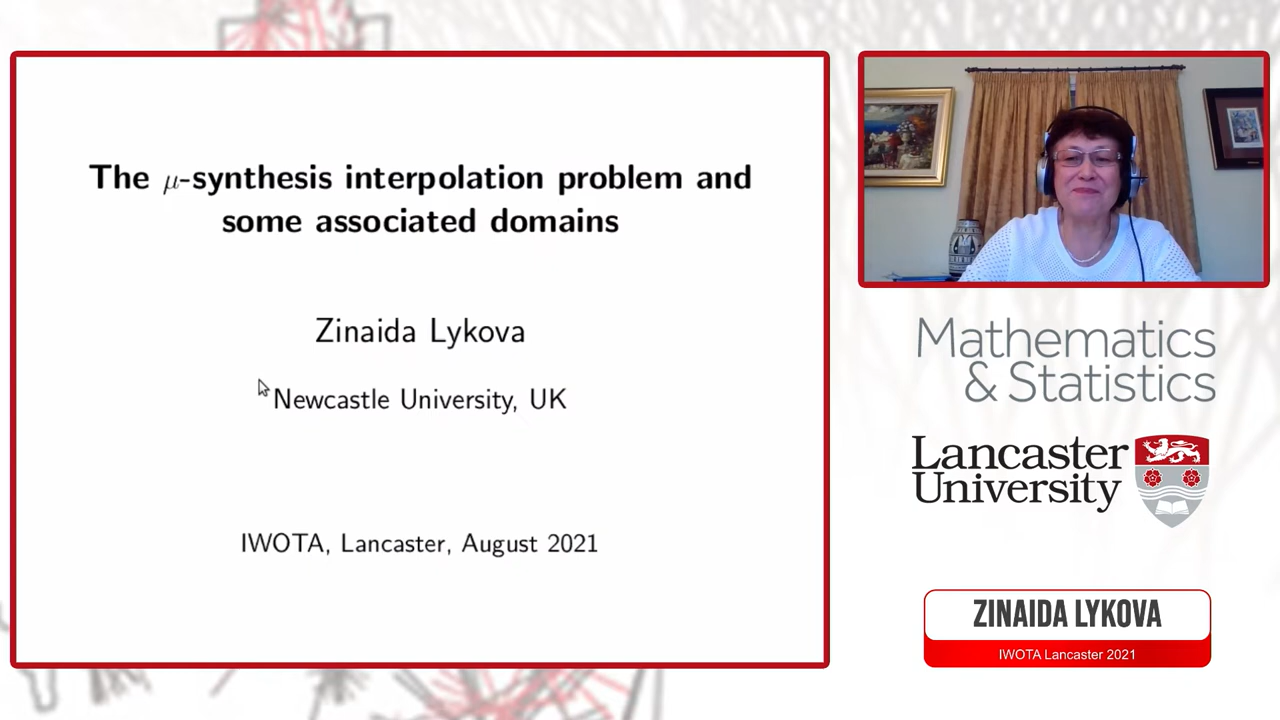 The μ-synthesis interpolation problem and
some associated domains
Zinaida Lykova
Newcastle University, UK
IWOTA, Lancaster, August 2021
Mathematics
& Statistics
Lancaster
University
ZINAIDA LYKOVA
IWOTA Lancaster 2021